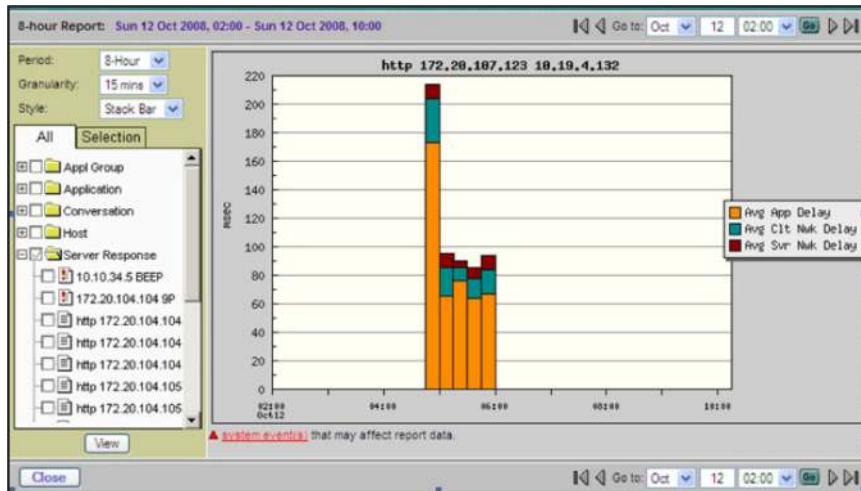 8-hour Report: Sun 12 Oct 2008, 02:00 - Sun 12 Oct 2008, 10:00
Go to: Oct 12 02:00 Go
Period: 8-Hour
Granularity: 15 mins
Style: Stack Bar
All Selection
Appl Group
Application
Conversation
Host
Server Response
10.10.34.5 BEEP
172.20.104.104 9P
http 172.20.104.104
http 172.20.104.104
http 172.20.104.104
http 172.20.104.105
http 172.20.104.105
View
http 172.20.107.123 10.19.4.132
220
200
180
160
140
120
100
80
60
40
20
0
msec
02:00 04:00 06:00 08:00 10:00
Oct12
Avg App Delay
Avg Clt Nwk Delay
Avg Svr Nwk Delay
system event(s) that may affect report data.
Close
Go to: Oct 12 02:00 Go